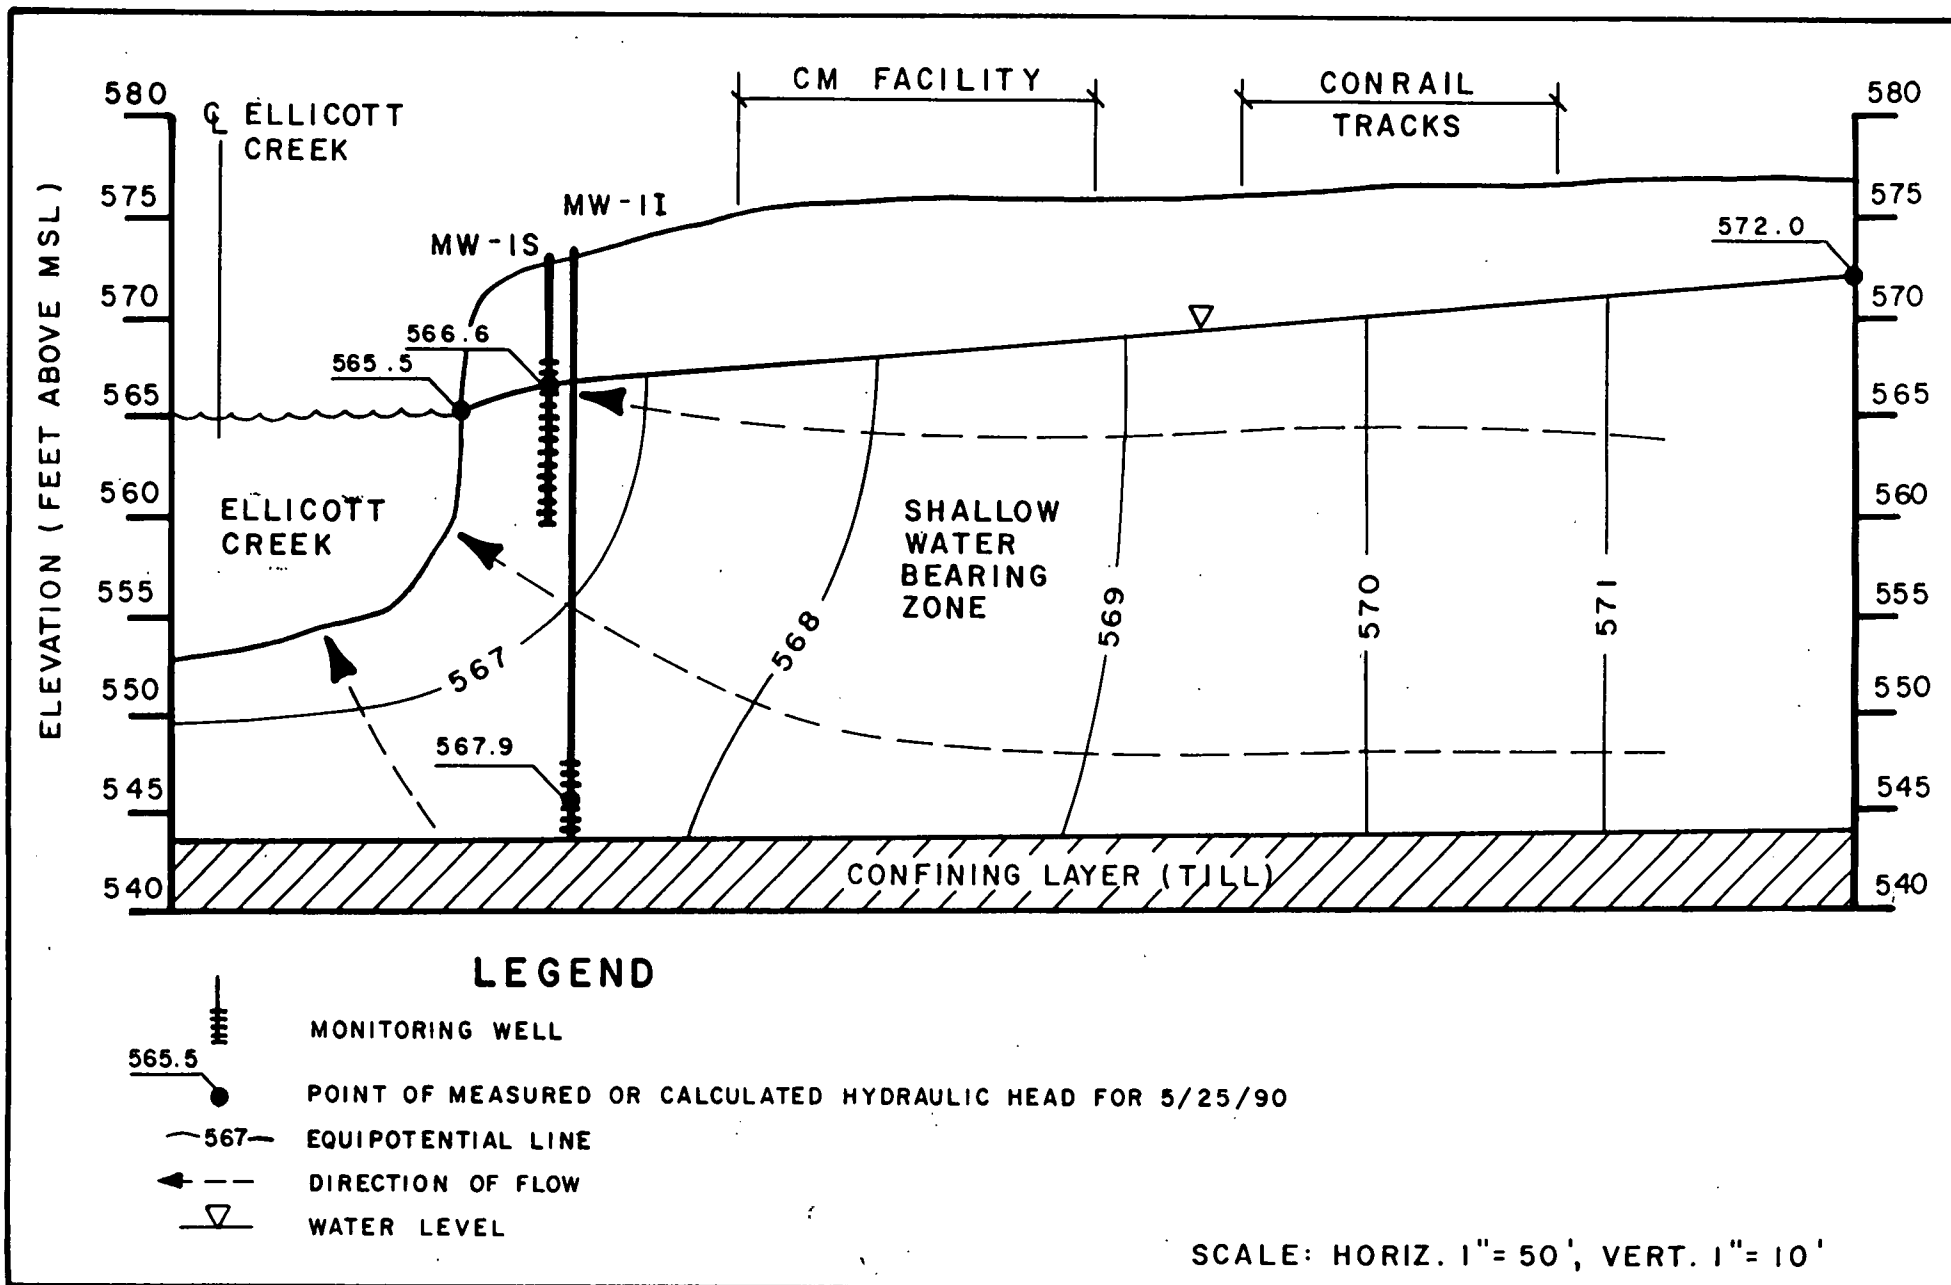 CM FACILITY
CONRAIL
TRACKS
℄ ELLICOTT
CREEK
580
575
570
565
560
555
550
545
540
ELEVATION (FEET ABOVE MSL)
580
575
570
565
560
555
550
545
540
MW-1I
MW-1S
572.0
566.6
565.5
ELLICOTT
CREEK
SHALLOW
WATER
BEARING
ZONE
567
568
569
570
571
567.9
CONFINING LAYER (TILL)
LEGEND
MONITORING WELL
565.5
POINT OF MEASURED OR CALCULATED HYDRAULIC HEAD FOR 5/25/90
567
EQUIPOTENTIAL LINE
DIRECTION OF FLOW
WATER LEVEL
SCALE: HORIZ. 1"= 50', VERT. 1"= 10'